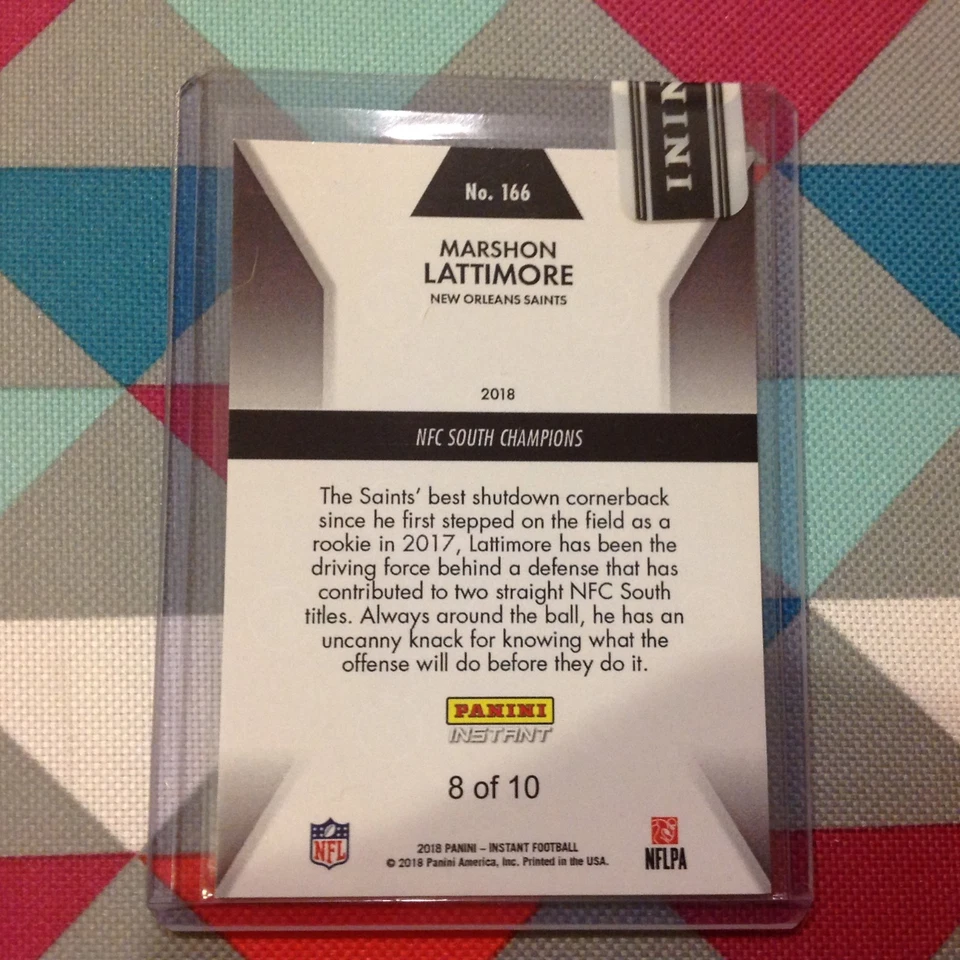 ININ
No. 166
MARSHON
LATTIMORE
NEW ORLEANS SAINTS
2018
NFC SOUTH CHAMPIONS
The Saints' best shutdown cornerback
since he first stepped on the field as a
rookie in 2017, Lattimore has been the
driving force behind a defense that has
contributed to two straight NFC South
titles. Always around the ball, he has an
uncanny knack for knowing what the
offense will do before they do it.
PANINI
INSTANT
8 of 10
NFL
2018 PANINI – INSTANT FOOTBALL
© 2018 Panini America, Inc. Printed in the USA.
NFLPA